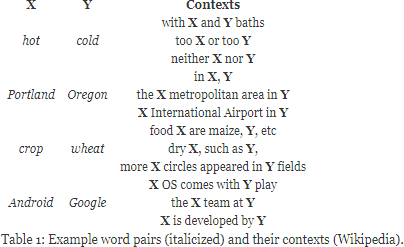 X Y Contexts
with X and Y baths
hot cold too X or too Y
neither X nor Y
in X, Y
Portland Oregon the X metropolitan area in Y
X International Airport in Y
food X are maize, Y, etc
crop wheat dry X, such as Y,
more X circles appeared in Y fields
X OS comes with Y play
Android Google the X team at Y
X is developed by Y
Table 1: Example word pairs (italicized) and their contexts (Wikipedia).